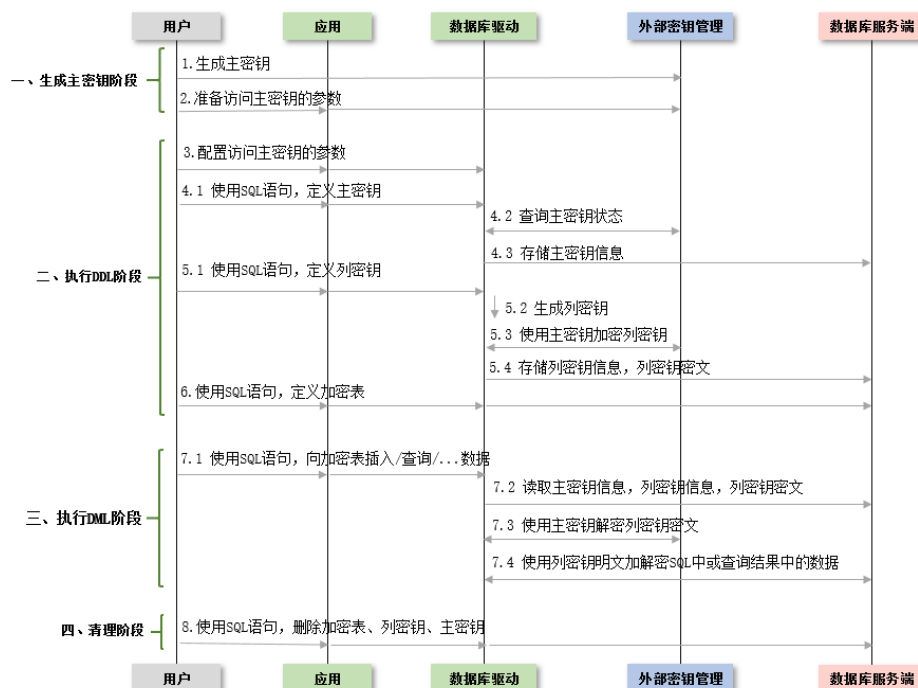 用户 应用 数据库驱动 外部密钥管理 数据库服务端
一、生成主密钥阶段
1.生成主密钥
2.准备访问主密钥的参数
二、执行DDL阶段
3.配置访问主密钥的参数
4.1 使用SQL语句，定义主密钥
4.2 查询主密钥状态
4.3 存储主密钥信息
5.1 使用SQL语句，定义列密钥
5.2 生成列密钥
5.3 使用主密钥加密列密钥
5.4 存储列密钥信息，列密钥密文
6.使用SQL语句，定义加密表
三、执行DML阶段
7.1 使用SQL语句，向加密表插入/查询/...数据
7.2 读取主密钥信息，列密钥信息，列密钥密文
7.3 使用主密钥解密列密钥密文
7.4 使用列密钥明文加解密SQL中或查询结果中的数据
四、清理阶段
8.使用SQL语句，删除加密表、列密钥、主密钥
用户 应用 数据库驱动 外部密钥管理 数据库服务端